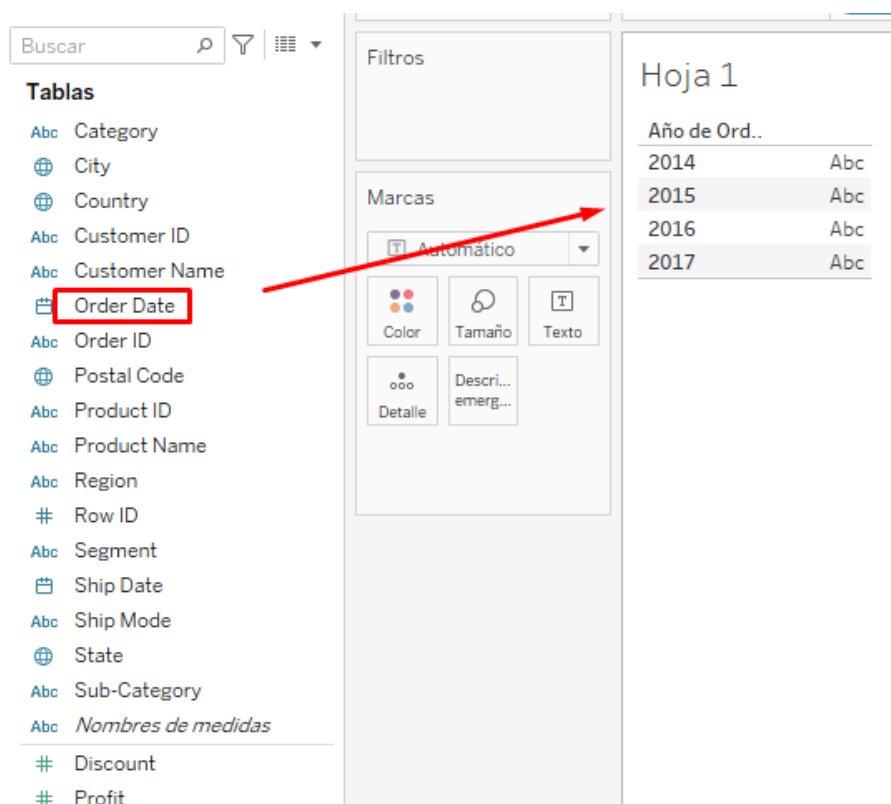 Buscar
Tablas
Abc Category
City
Country
Abc Customer ID
Abc Customer Name
Order Date
Abc Order ID
Postal Code
Abc Product ID
Abc Product Name
Abc Region
# Row ID
Abc Segment
Ship Date
Abc Ship Mode
State
Abc Sub-Category
Abc Nombres de medidas
# Discount
# Profit
Filtros
Marcas
T Automático
Color
Tamaño
T
Texto
Detalle
Descri...
emerg...
Hoja 1
Año de Ord..
2014 Abc
2015 Abc
2016 Abc
2017 Abc